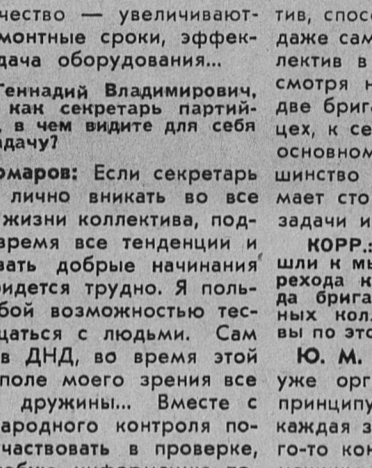 чество — увеличивают-
монтные сроки, эффек-
дача оборудования...
Геннадий Владимирович,
как секретарь партий-
, в чем видите для себя
адачу?
омаров: Если секретарь
лично вникать во все
жизни коллектива, под-
время все тенденции и
вать добрые начинания
идется трудно. Я поль-
бой возможностью тес-
щаться с людьми. Сам
в ДНД, во время этой
поле моего зрения все
дружины... Вместе с
ародного контроля по-
частвовать в проверке,
тив, спос
даже сам
лектив в
смотря н
две брига
цех, к се
основном
шинство
мает сто
задачи и
КОРР.:
шли к мы
рехода к
да брига
ных кол
вы по это
Ю. М.
уже орг
принципу
каждая з
го-то кон